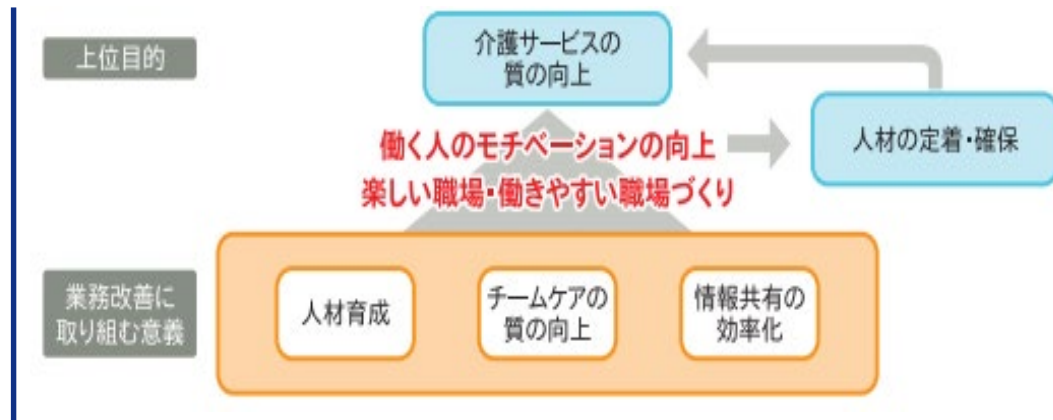 上位目的
介護サービスの
質の向上
人材の定着・確保
働く人のモチベーションの向上
楽しい職場・働きやすい職場づくり
業務改善に
取り組む意義
人材育成
チームケアの
質の向上
情報共有の
効率化